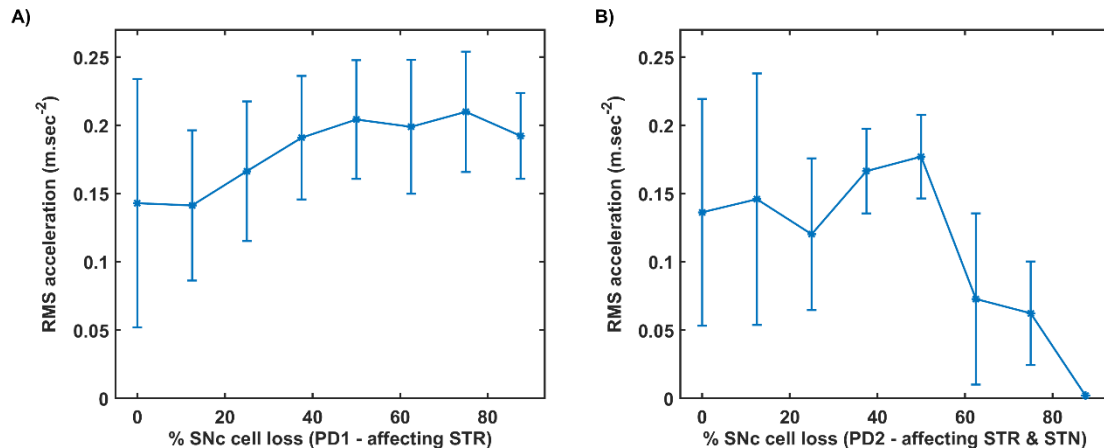 A)
B)
RMS acceleration (m.sec-2)
0.25
0.2
0.15
0.1
0.05
0
0 20 40 60 80
% SNc cell loss (PD1 - affecting STR)
RMS acceleration (m.sec-2)
0.25
0.2
0.15
0.1
0.05
0
0 20 40 60 80
% SNc cell loss (PD2 - affecting STR & STN)